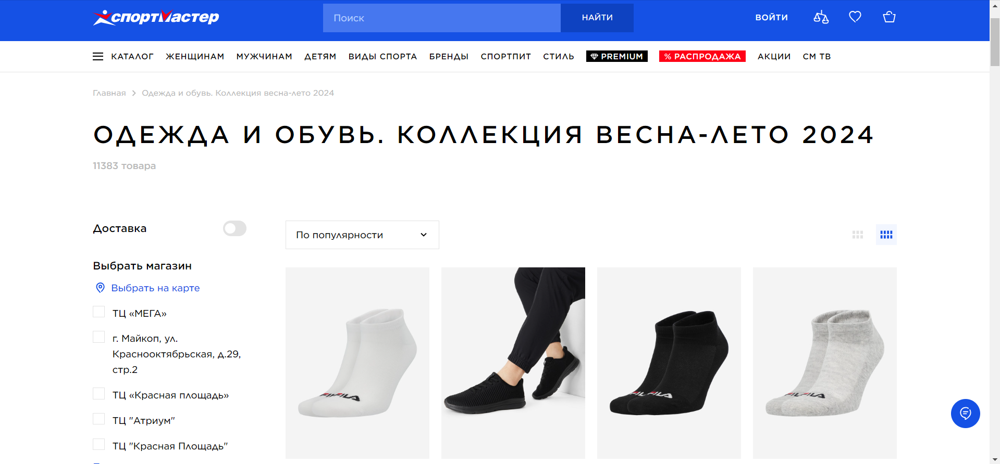 спортмастер
Поиск
НАЙТИ
ВОЙТИ
КАТАЛОГ ЖЕНЩИНАМ МУЖЧИНАМ ДЕТЯМ ВИДЫ СПОРТА БРЕНДЫ СПОРТПИТ СТИЛЬ PREMIUM % РАСПРОДАЖА АКЦИИ СМ ТВ
Главная > Одежда и обувь. Коллекция весна-лето 2024
ОДЕЖДА И ОБУВЬ. КОЛЛЕКЦИЯ ВЕСНА-ЛЕТО 2024
11383 товара
Доставка
По популярности
Выбрать магазин
Выбрать на карте
ТЦ «МЕГА»
г. Майкоп, ул.
Краснооктябрьская, д.29,
стр.2
ТЦ «Красная площадь»
ТЦ "Атриум"
ТЦ "Красная Площадь"
FILA
FILA
FILA